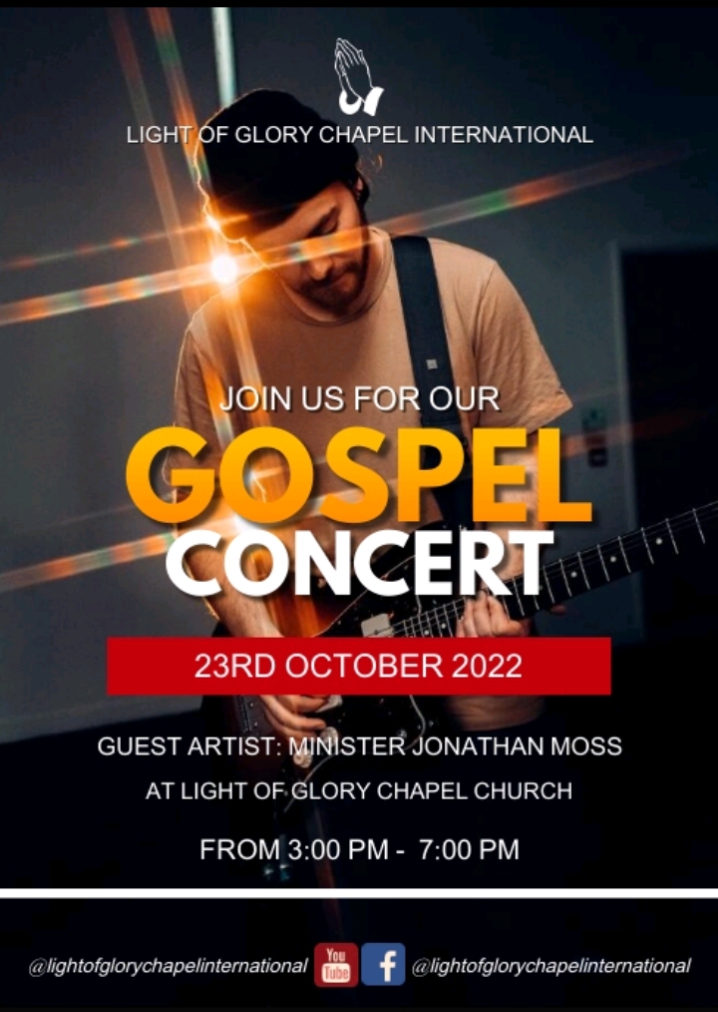 LIGHT OF GLORY CHAPEL INTERNATIONAL
JOIN US FOR OUR
GOSPEL
CONCERT
23RD OCTOBER 2022
GUEST ARTIST: MINISTER JONATHAN MOSS
AT LIGHT OF GLORY CHAPEL CHURCH
FROM 3:00 PM - 7:00 PM
@lightofglorychapelinternational You Tube f @lightofglorychapelinternational